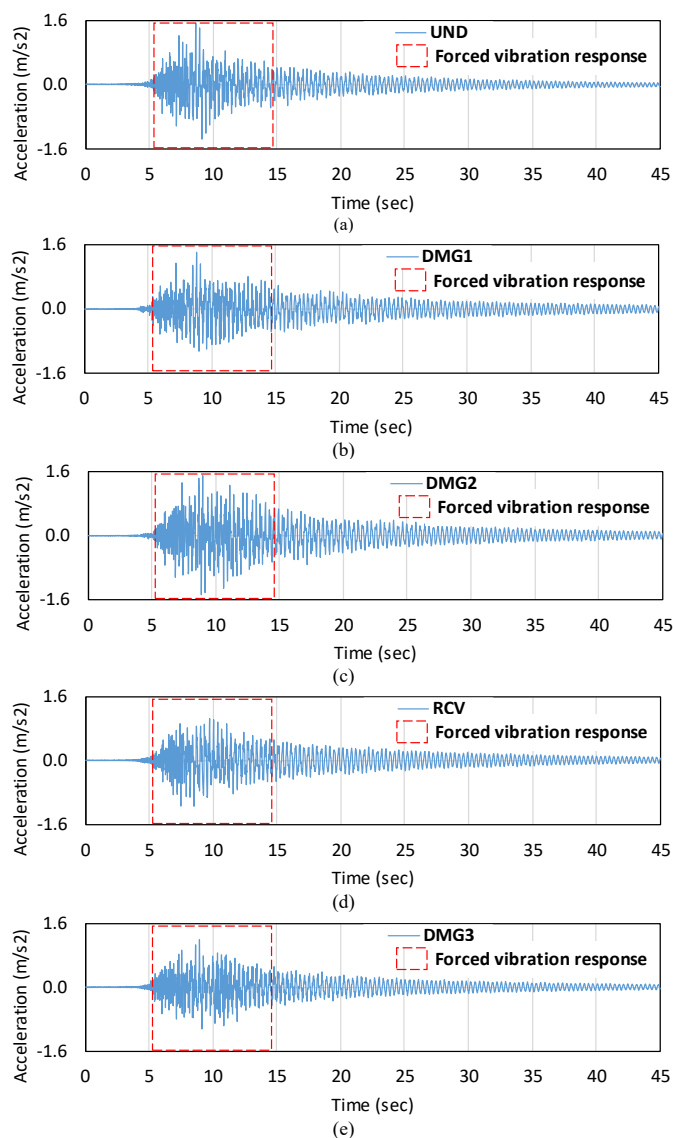 UND
Forced vibration response
Acceleration (m/s2)
1.6
0.0
-1.6
0 5 10 15 20 25 30 35 40 45
Time (sec)
(a)
DMG1
Forced vibration response
Acceleration (m/s2)
1.6
0.0
-1.6
0 5 10 15 20 25 30 35 40 45
Time (sec)
(b)
DMG2
Forced vibration response
Acceleration (m/s2)
1.6
0.0
-1.6
0 5 10 15 20 25 30 35 40 45
Time (sec)
(c)
RCV
Forced vibration response
Acceleration (m/s2)
1.6
0.0
-1.6
0 5 10 15 20 25 30 35 40 45
Time (sec)
(d)
DMG3
Forced vibration response
Acceleration (m/s2)
1.6
0.0
-1.6
0 5 10 15 20 25 30 35 40 45
Time (sec)
(e)